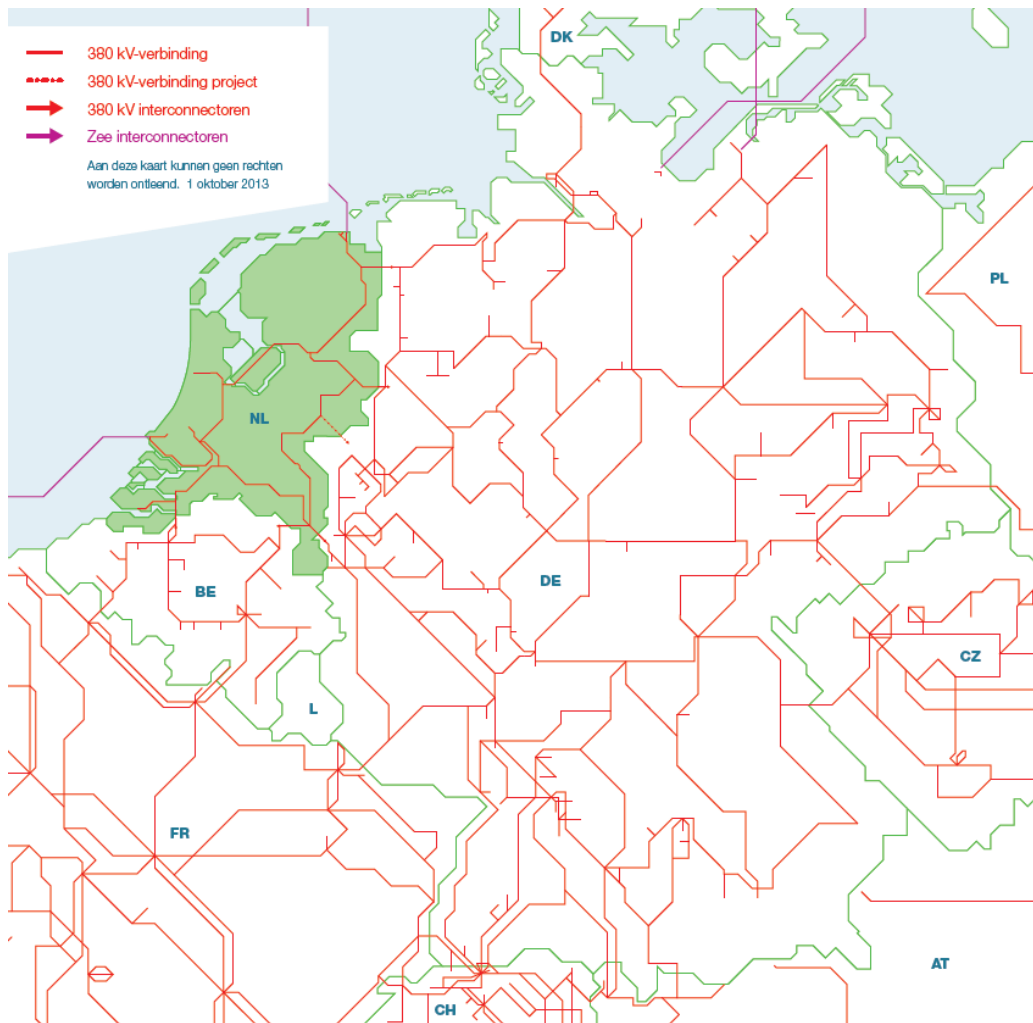 380 kV-verbinding
380 kV-verbinding project
380 kV interconnectoren
Zee interconnectoren
Aan deze kaart kunnen geen rechten
worden ontleend. 1 oktober 2013
DK
PL
NL
BE
DE
CZ
L
FR
AT
CH